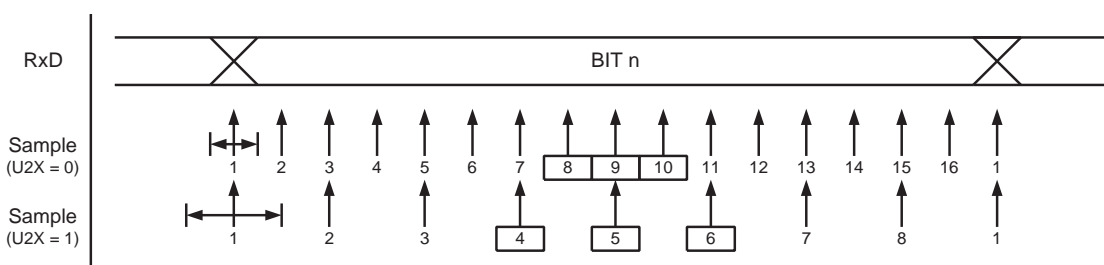 RxD BIT n
Sample
(U2X = 0) 1 2 3 4 5 6 7 8 9 10 11 12 13 14 15 16 1
Sample
(U2X = 1) 1 2 3 4 5 6 7 8 1